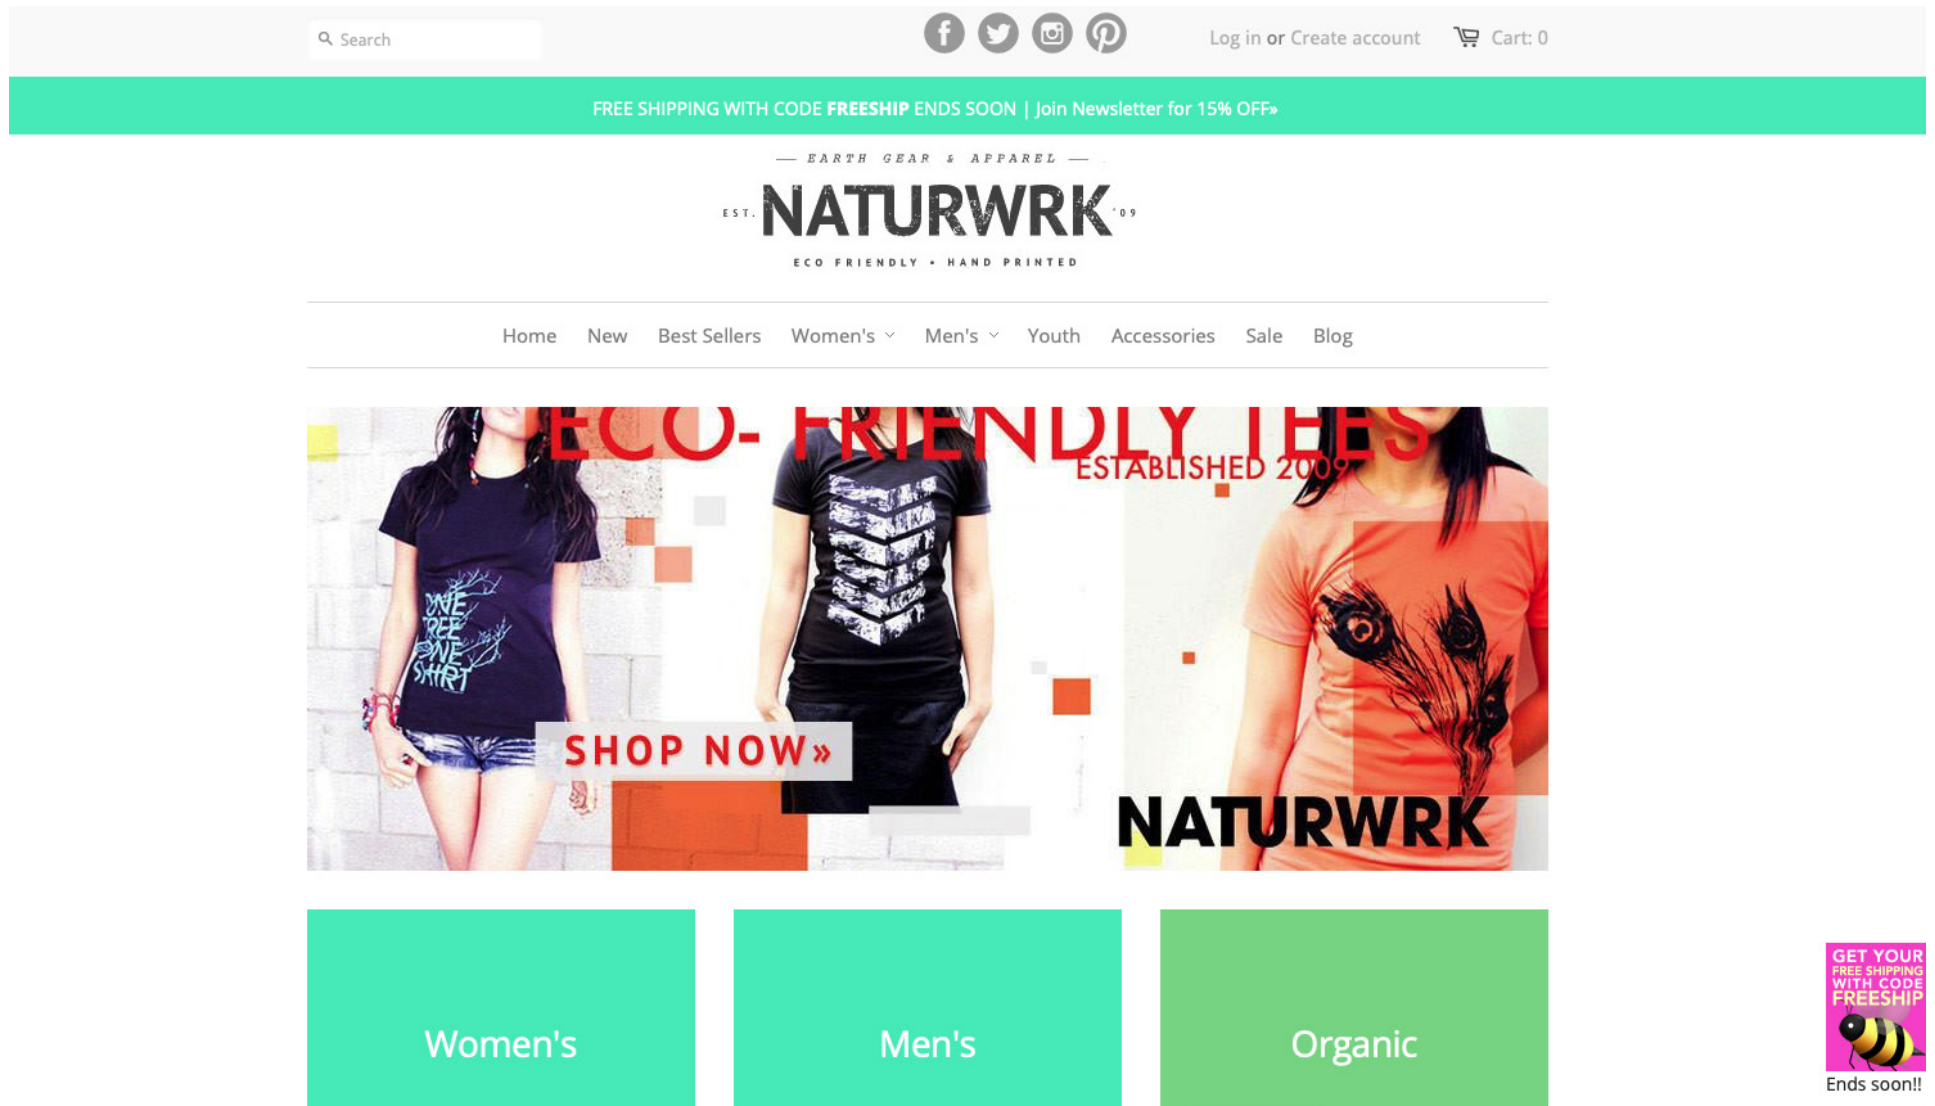 Search
Log in or Create account
Cart: 0
FREE SHIPPING WITH CODE FREESHIP ENDS SOON | Join Newsletter for 15% OFF»
— EARTH GEAR & APPAREL —
EST. NATURWRK '09
ECO FRIENDLY • HAND PRINTED
Home New Best Sellers Women's Men's Youth Accessories Sale Blog
ECO- FRIENDLY TEES
ESTABLISHED 2009
ONE
TREE
ONE
SHIRT
SHOP NOW»
NATURWRK
Women's
Men's
Organic
GET YOUR
FREE SHIPPING
WITH CODE
FREESHIP
Ends soon!!